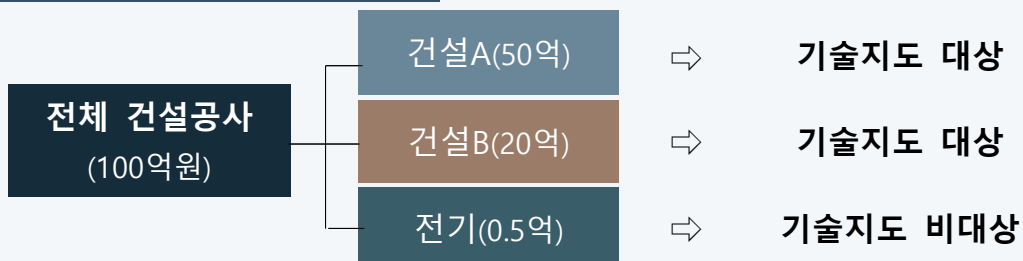 전체 건설공사
(100억원)
건설A(50억) ⇨ 기술지도 대상
건설B(20억) ⇨ 기술지도 대상
전기(0.5억) ⇨ 기술지도 비대상